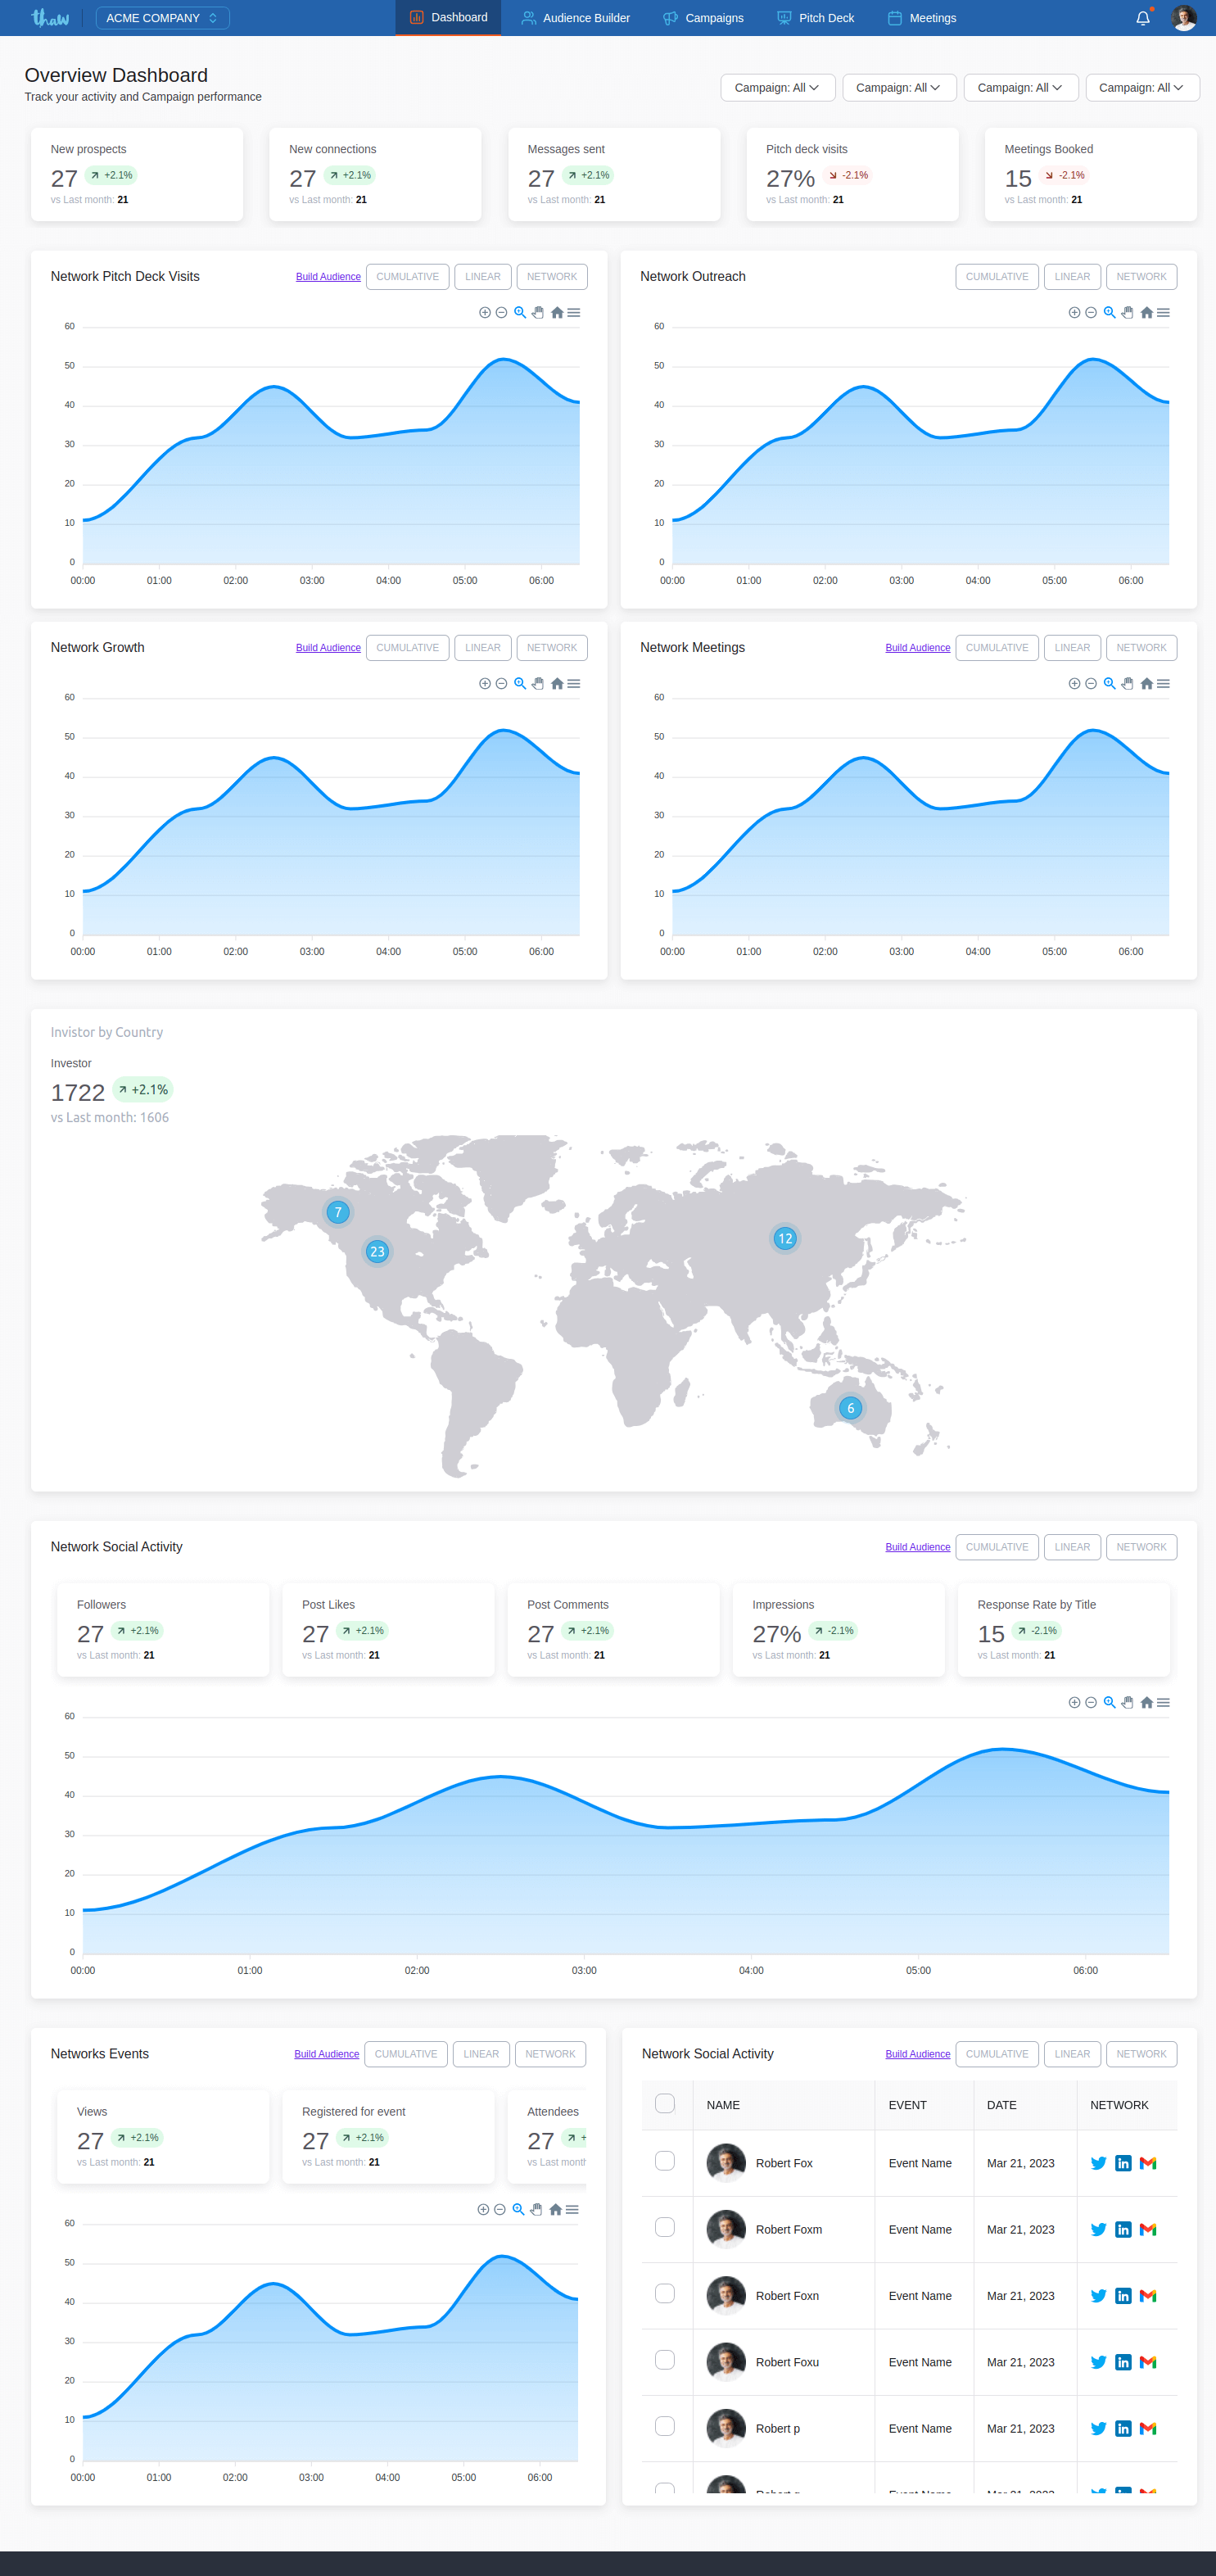 thaw
ACME COMPANY
Dashboard
Audience Builder
Campaigns
Pitch Deck
Meetings
Overview Dashboard
Track your activity and Campaign performance
Campaign: All
Campaign: All
Campaign: All
Campaign: All
New prospects
27 +2.1%
vs Last month: 21
New connections
27 +2.1%
vs Last month: 21
Messages sent
27 +2.1%
vs Last month: 21
Pitch deck visits
27% -2.1%
vs Last month: 21
Meetings Booked
15 -2.1%
vs Last month: 21
Network Pitch Deck Visits
Build Audience CUMULATIVE LINEAR NETWORK
60
50
40
30
20
10
0
00:00 01:00 02:00 03:00 04:00 05:00 06:00
Network Outreach
CUMULATIVE LINEAR NETWORK
60
50
40
30
20
10
0
00:00 01:00 02:00 03:00 04:00 05:00 06:00
Network Growth
Build Audience CUMULATIVE LINEAR NETWORK
60
50
40
30
20
10
0
00:00 01:00 02:00 03:00 04:00 05:00 06:00
Network Meetings
Build Audience CUMULATIVE LINEAR NETWORK
60
50
40
30
20
10
0
00:00 01:00 02:00 03:00 04:00 05:00 06:00
Invistor by Country
Investor
1722 +2.1%
vs Last month: 1606
7
23
12
6
Network Social Activity
Build Audience CUMULATIVE LINEAR NETWORK
Followers
27 +2.1%
vs Last month: 21
Post Likes
27 +2.1%
vs Last month: 21
Post Comments
27 +2.1%
vs Last month: 21
Impressions
27% -2.1%
vs Last month: 21
Response Rate by Title
15 -2.1%
vs Last month: 21
60
50
40
30
20
10
0
00:00 01:00 02:00 03:00 04:00 05:00 06:00
Networks Events
Build Audience CUMULATIVE LINEAR NETWORK
Views
27 +2.1%
vs Last month: 21
Registered for event
27 +2.1%
vs Last month: 21
Attendees
27 +
vs Last month
60
50
40
30
20
10
0
00:00 01:00 02:00 03:00 04:00 05:00 06:00
Network Social Activity
Build Audience CUMULATIVE LINEAR NETWORK
NAME EVENT DATE NETWORK
Robert Fox Event Name Mar 21, 2023
Robert Foxm Event Name Mar 21, 2023
Robert Foxn Event Name Mar 21, 2023
Robert Foxu Event Name Mar 21, 2023
Robert p Event Name Mar 21, 2023